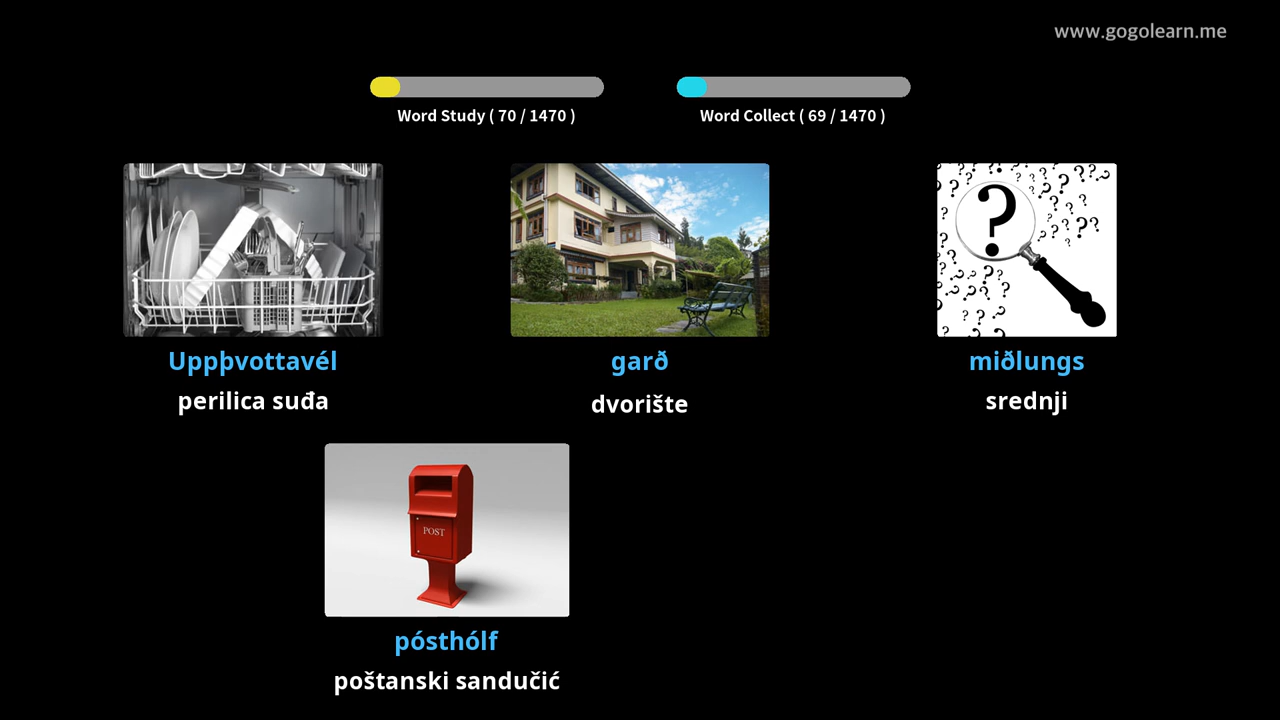 www.gogolearn.me
Word Study ( 70 / 1470 )
Word Collect ( 69 / 1470 )
Uppþvottavél
perilica suđa
garð
dvorište
miðlungs
srednji
POST
pósthólf
poštanski sandučić